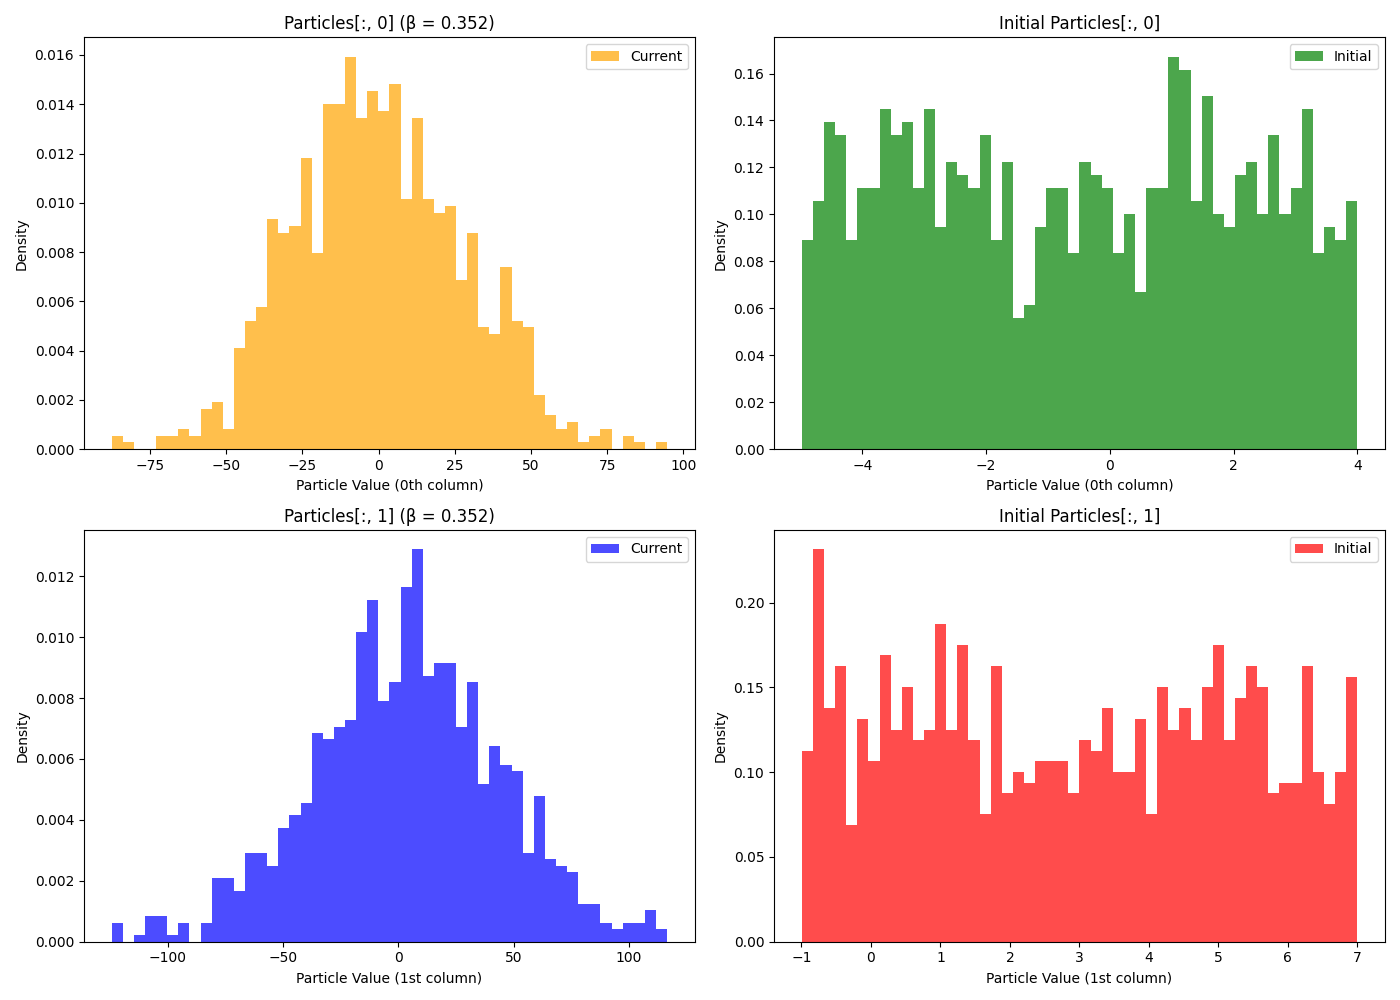 Particles[:, 0] (β = 0.352)
Current
Density
0.016
0.014
0.012
0.010
0.008
0.006
0.004
0.002
0.000
−75 −50 −25 0 25 50 75 100
Particle Value (0th column)
Initial Particles[:, 0]
Initial
Density
0.16
0.14
0.12
0.10
0.08
0.06
0.04
0.02
0.00
−4 −2 0 2 4
Particle Value (0th column)
Particles[:, 1] (β = 0.352)
Current
Density
0.012
0.010
0.008
0.006
0.004
0.002
0.000
−100 −50 0 50 100
Particle Value (1st column)
Initial Particles[:, 1]
Initial
Density
0.20
0.15
0.10
0.05
0.00
−1 0 1 2 3 4 5 6 7
Particle Value (1st column)